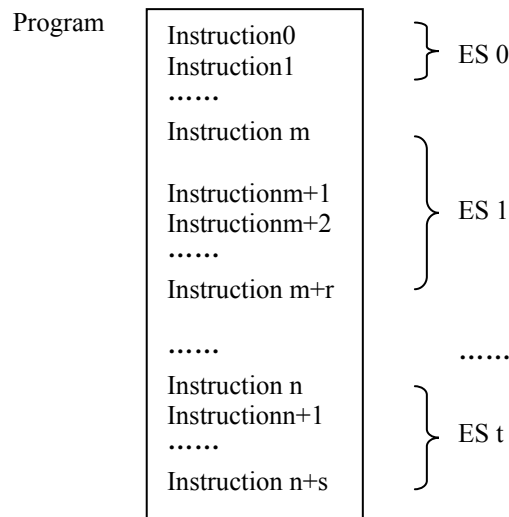 Program
Instruction0
Instruction1
ES 0
......
Instruction m
Instructionm+1
Instructionm+2
ES 1
......
Instruction m+r
......
......
Instruction n
Instructionn+1
ES t
......
Instruction n+s